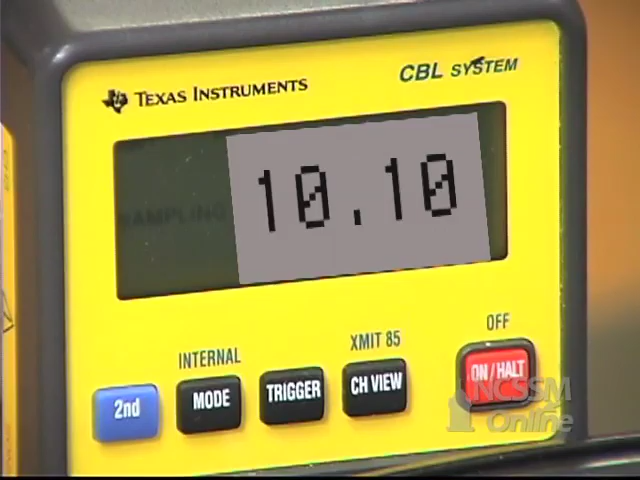 TEXAS INSTRUMENTS
CBL SYSTEM
SAMPLING
10.10
INTERNAL
XMIT 85
OFF
2nd
MODE
TRIGGER
CH VIEW
ON/HALT
NCSSM
Online